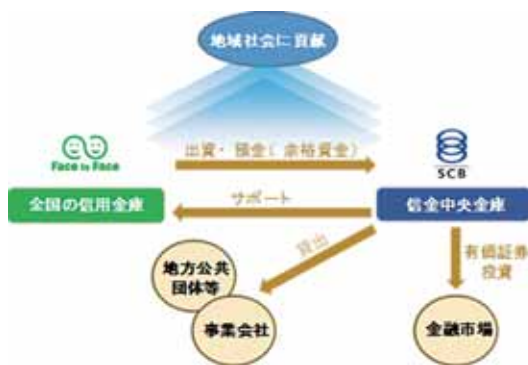 地域社会に貢献
Face to Face
出資・預金(余裕資金)
SCB
全国の信用金庫
サポート
信金中央金庫
貸出
有価証券
投資
地方公共
団体等
事業会社
金融市場